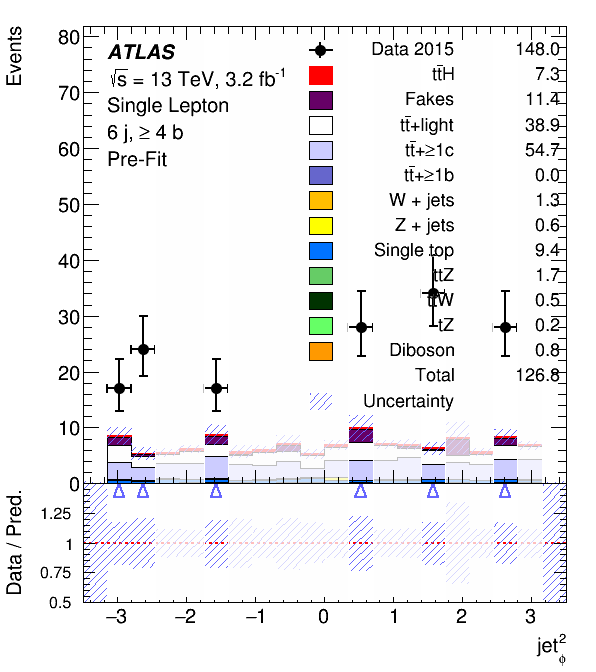 Events
80
70
60
50
40
30
20
10
0
ATLAS
√s = 13 TeV, 3.2 fb-1
Single Lepton
6 j, ≥ 4 b
Pre-Fit
Data 2015 148.0
tt̄H 7.3
Fakes 11.4
tt̄+light 38.9
tt̄+≥1c 54.7
tt̄+≥1b 0.0
W + jets 1.3
Z + jets 0.6
Single top 9.4
tt̄Z 1.7
tt̄W 0.5
tZ 0.2
Diboson 0.8
Total 126.8
Uncertainty
Data / Pred.
1.25
1
0.75
0.5
−3 −2 −1 0 1 2 3
jet²ϕ